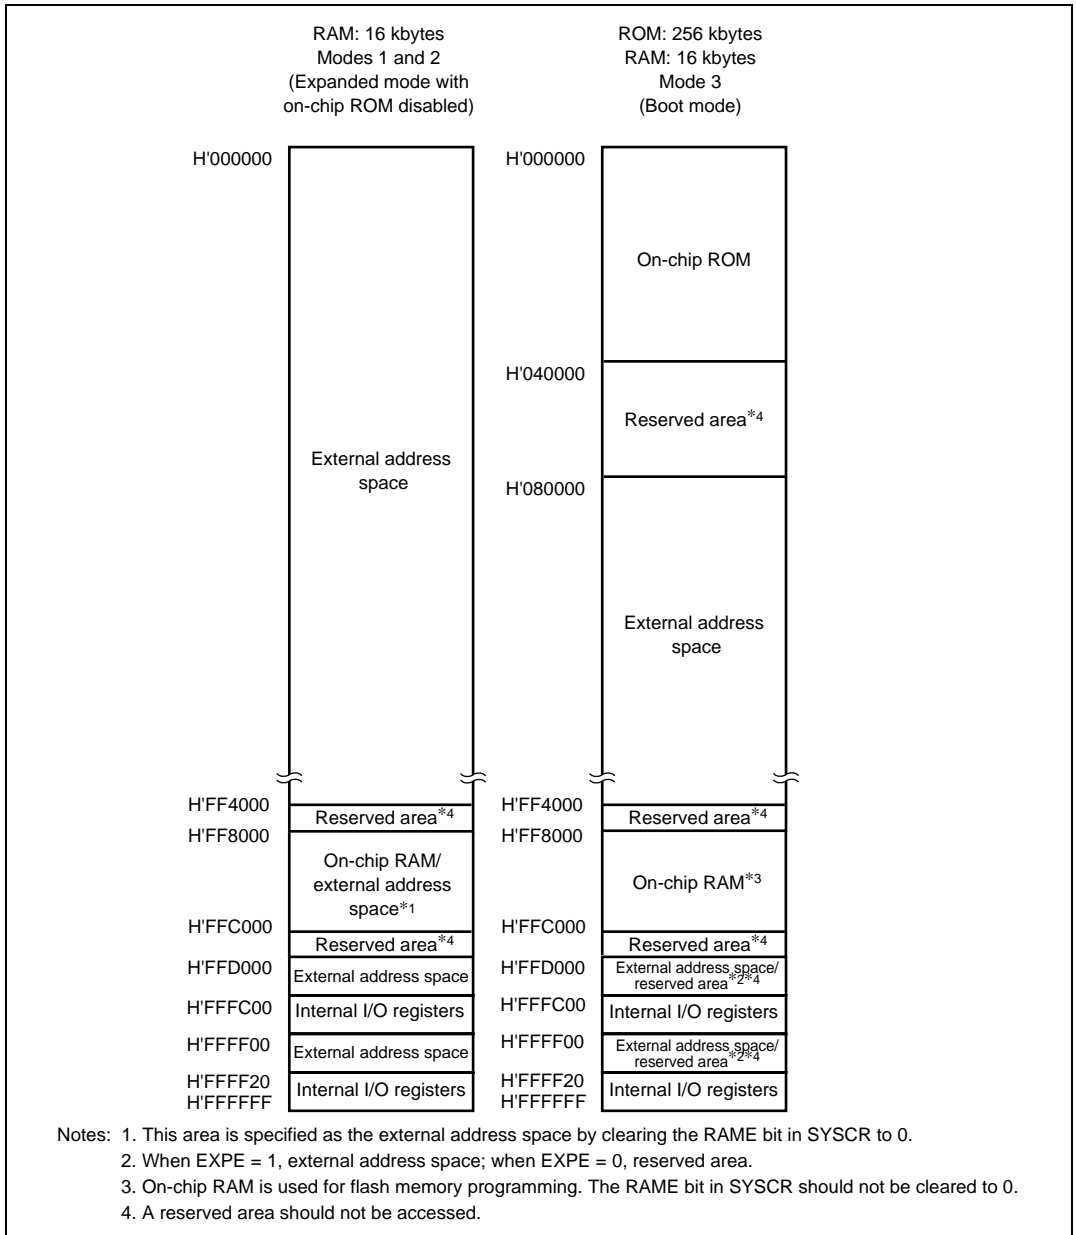 RAM: 16 kbytes
Modes 1 and 2
(Expanded mode with
on-chip ROM disabled)
H'000000
External address
space
H'FF4000
Reserved area*4
H'FF8000
On-chip RAM/
external address
space*1
H'FFC000
Reserved area*4
H'FFD000
External address space
H'FFFC00
Internal I/O registers
H'FFFF00
External address space
H'FFFF20
Internal I/O registers
H'FFFFFF
ROM: 256 kbytes
RAM: 16 kbytes
Mode 3
(Boot mode)
H'000000
On-chip ROM
H'040000
Reserved area*4
H'080000
External address
space
H'FF4000
Reserved area*4
H'FF8000
On-chip RAM*3
H'FFC000
Reserved area*4
H'FFD000
External address space/
reserved area*2*4
H'FFFC00
Internal I/O registers
H'FFFF00
External address space/
reserved area*2*4
H'FFFF20
Internal I/O registers
H'FFFFFF
Notes: 1. This area is specified as the external address space by clearing the RAME bit in SYSCR to 0.
2. When EXPE = 1, external address space; when EXPE = 0, reserved area.
3. On-chip RAM is used for flash memory programming. The RAME bit in SYSCR should not be cleared to 0.
4. A reserved area should not be accessed.